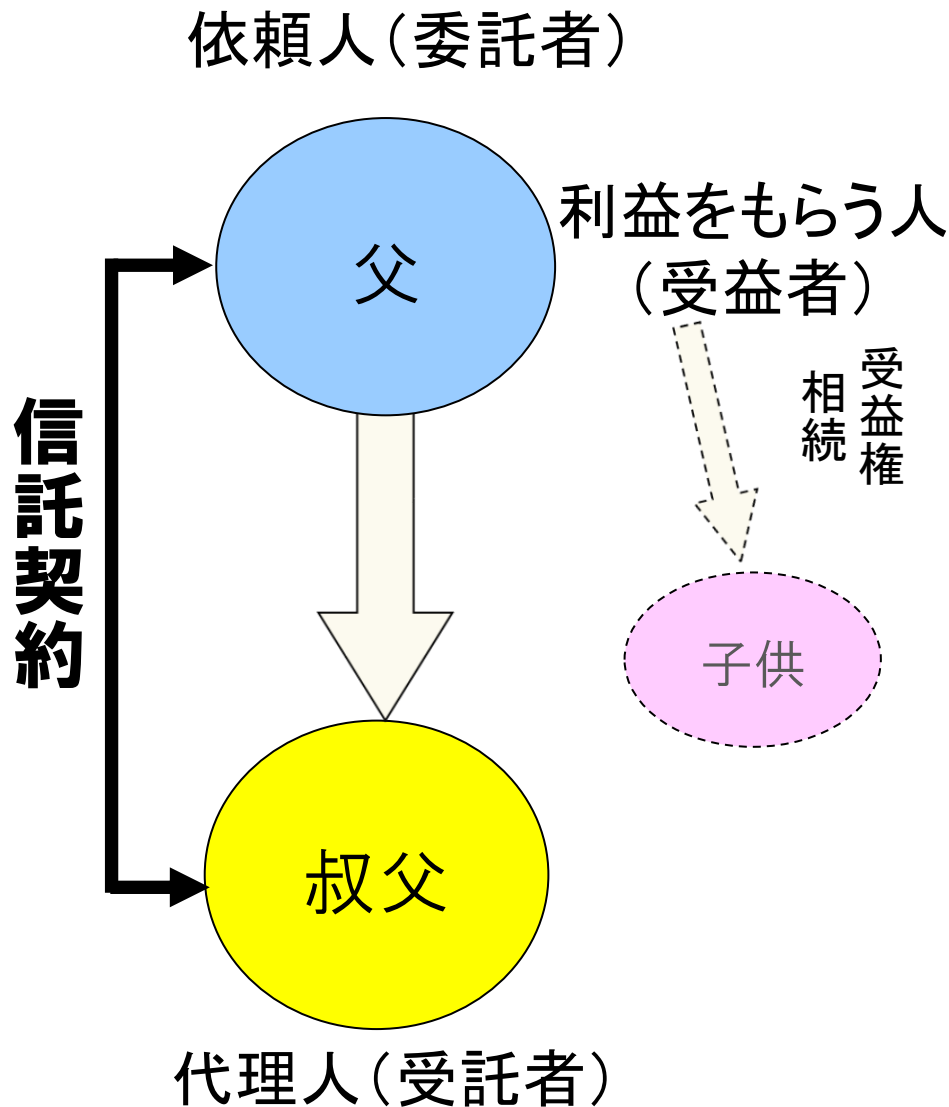 依頼人（委託者）
父
利益をもらう人
（受益者）
受益権
相続
信託契約
子供
叔父
代理人（受託者）